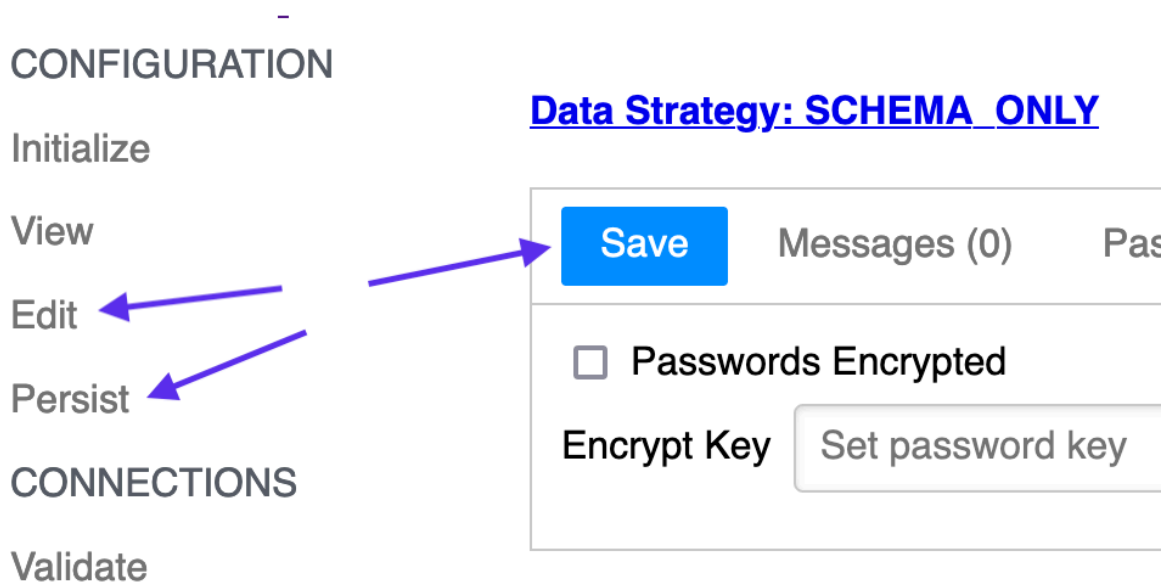 CONFIGURATION
Initialize
View
Edit
Persist
CONNECTIONS
Validate
Data Strategy: SCHEMA_ONLY
Save Messages (0) Pas
Passwords Encrypted
Encrypt Key Set password key